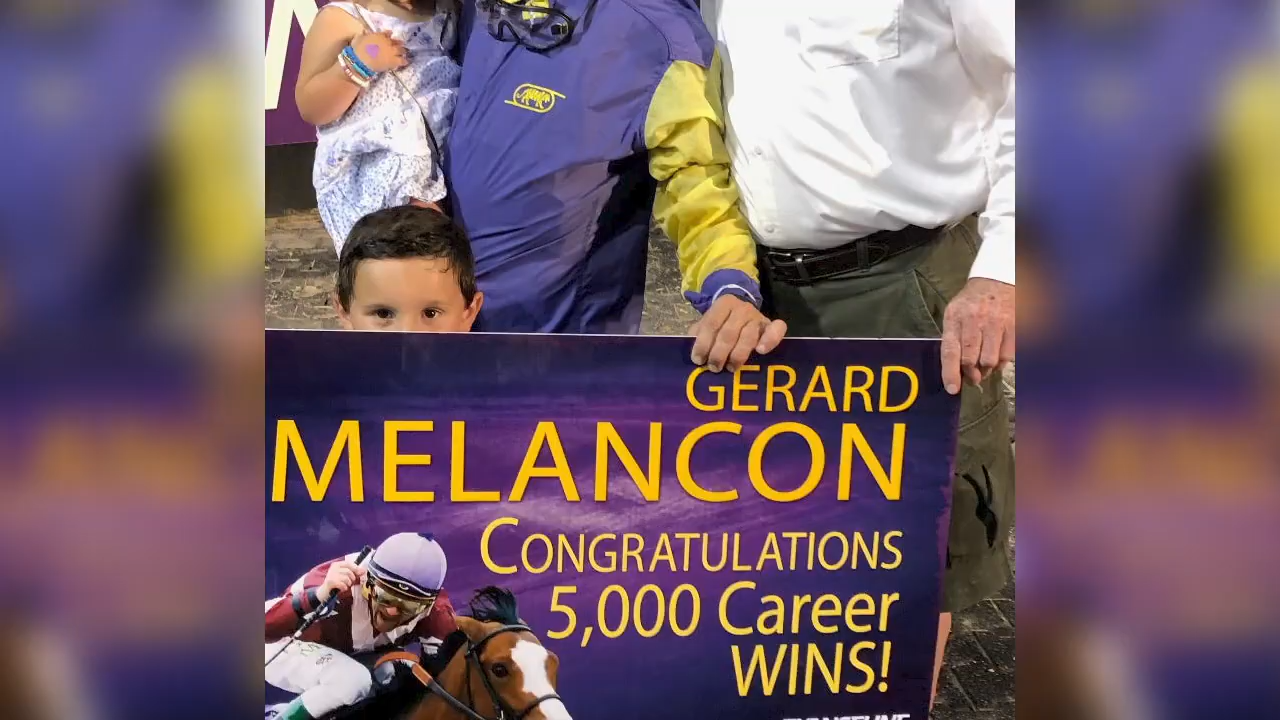 GERARD
MELANCON
CONGRATULATIONS
5,000 Career
WINS!